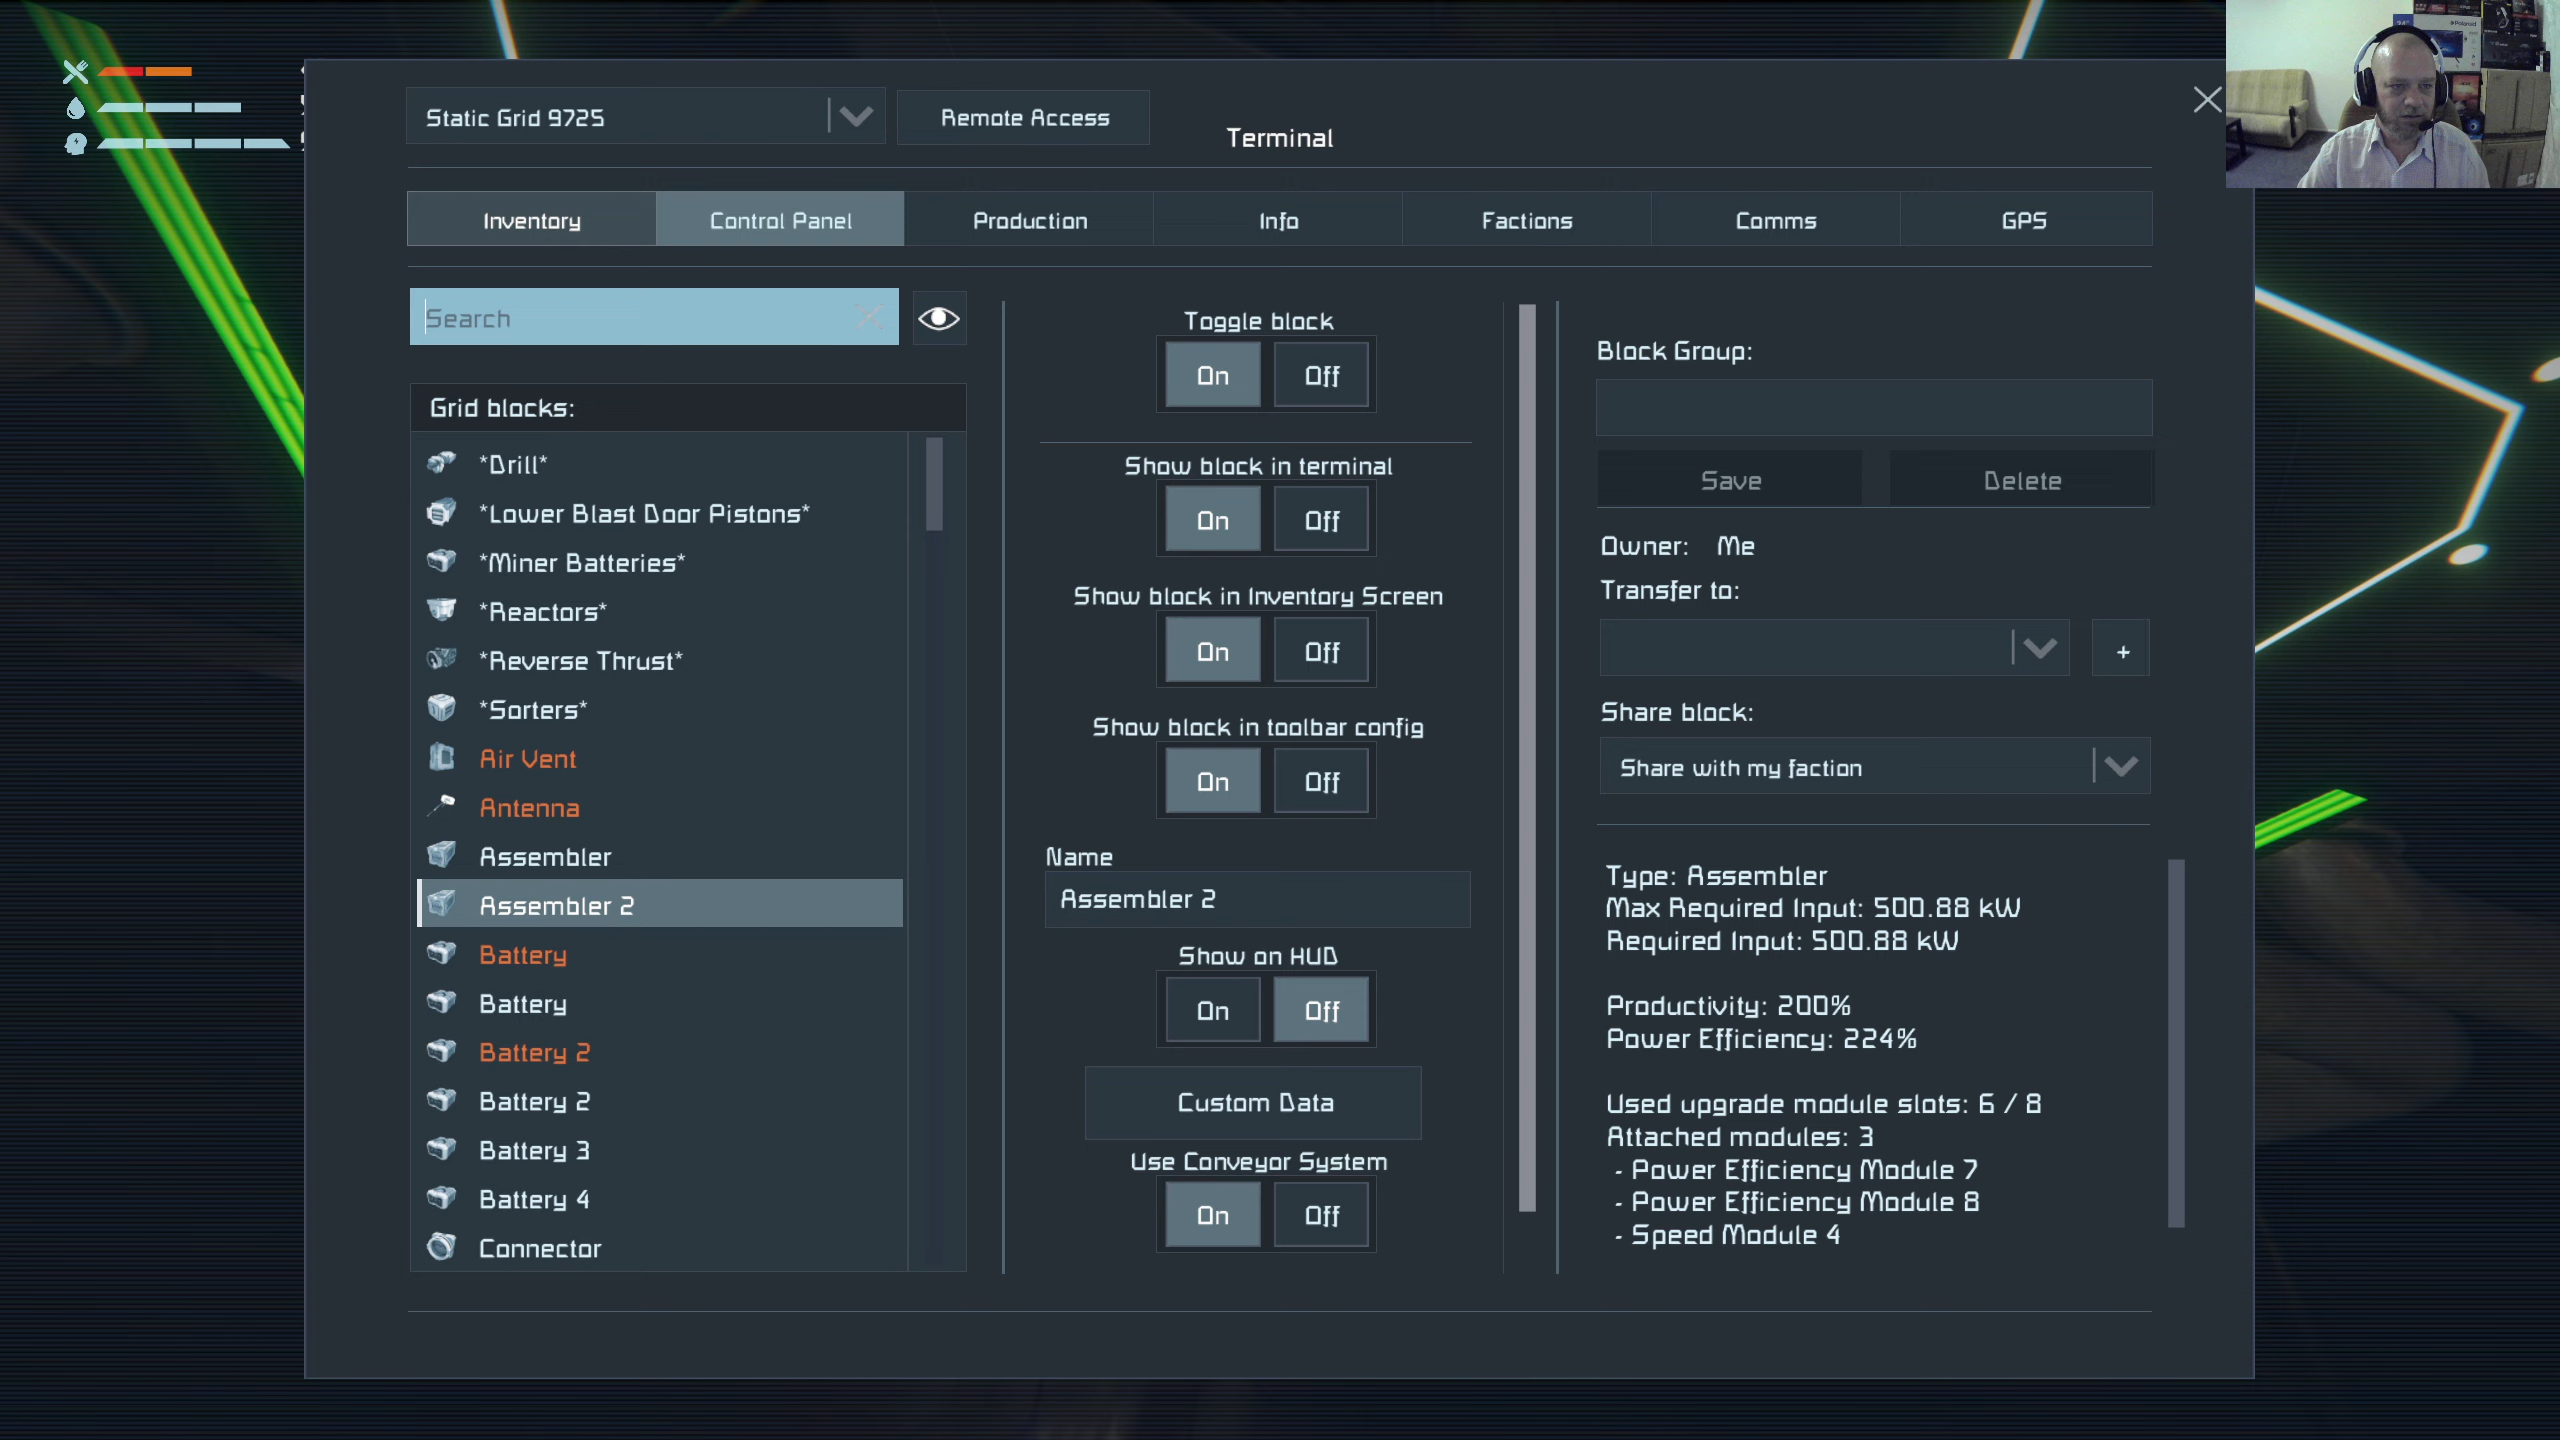 Static Grid 9725
Remote Access
Terminal
Inventory
Control Panel
Production
Info
Factions
Comms
GPS
Search
Grid blocks:
*Drill*
*Lower Blast Door Pistons*
*Miner Batteries*
*Reactors*
*Reverse Thrust*
*Sorters*
Air Vent
Antenna
Assembler
Assembler 2
Battery
Battery
Battery 2
Battery 2
Battery 3
Battery 4
Connector
Toggle block
On Off
Show block in terminal
On Off
Show block in Inventory Screen
On Off
Show block in toolbar config
On Off
Name
Assembler 2
Show on HUD
On Off
Custom Data
Use Conveyor System
On Off
Block Group:
Save Delete
Owner: Me
Transfer to:
+
Share block:
Share with my faction
Type: Assembler
Max Required Input: 500.88 kW
Required Input: 500.88 kW
Productivity: 200%
Power Efficiency: 224%
Used upgrade module slots: 6 / 8
Attached modules: 3
- Power Efficiency Module 7
- Power Efficiency Module 8
- Speed Module 4